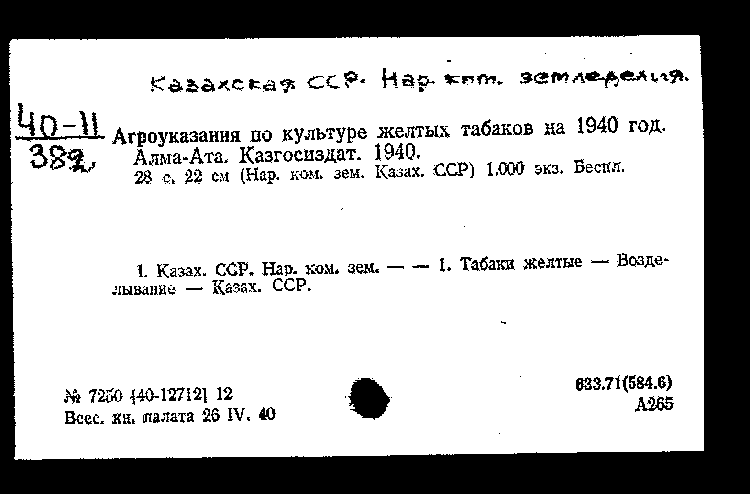 Казахская ССР. Нар. кпт. земледелия.
40-11
382
Агроуказания по культуре желтых табаков на 1940 год.
Алма-Ата. Казгосиздат. 1940.
28 с. 22 см (Нар. ком. зем. Казах. ССР) 1.000 экз. Беспл.
1. Казах. ССР. Нар. ком. зем. — — I. Табаки желтые — Возде-
лывание — Казах. ССР.
633.71(584.6)
№ 7250 [40-12712] 12
А265
Всес. кн. палата 26 IV. 40